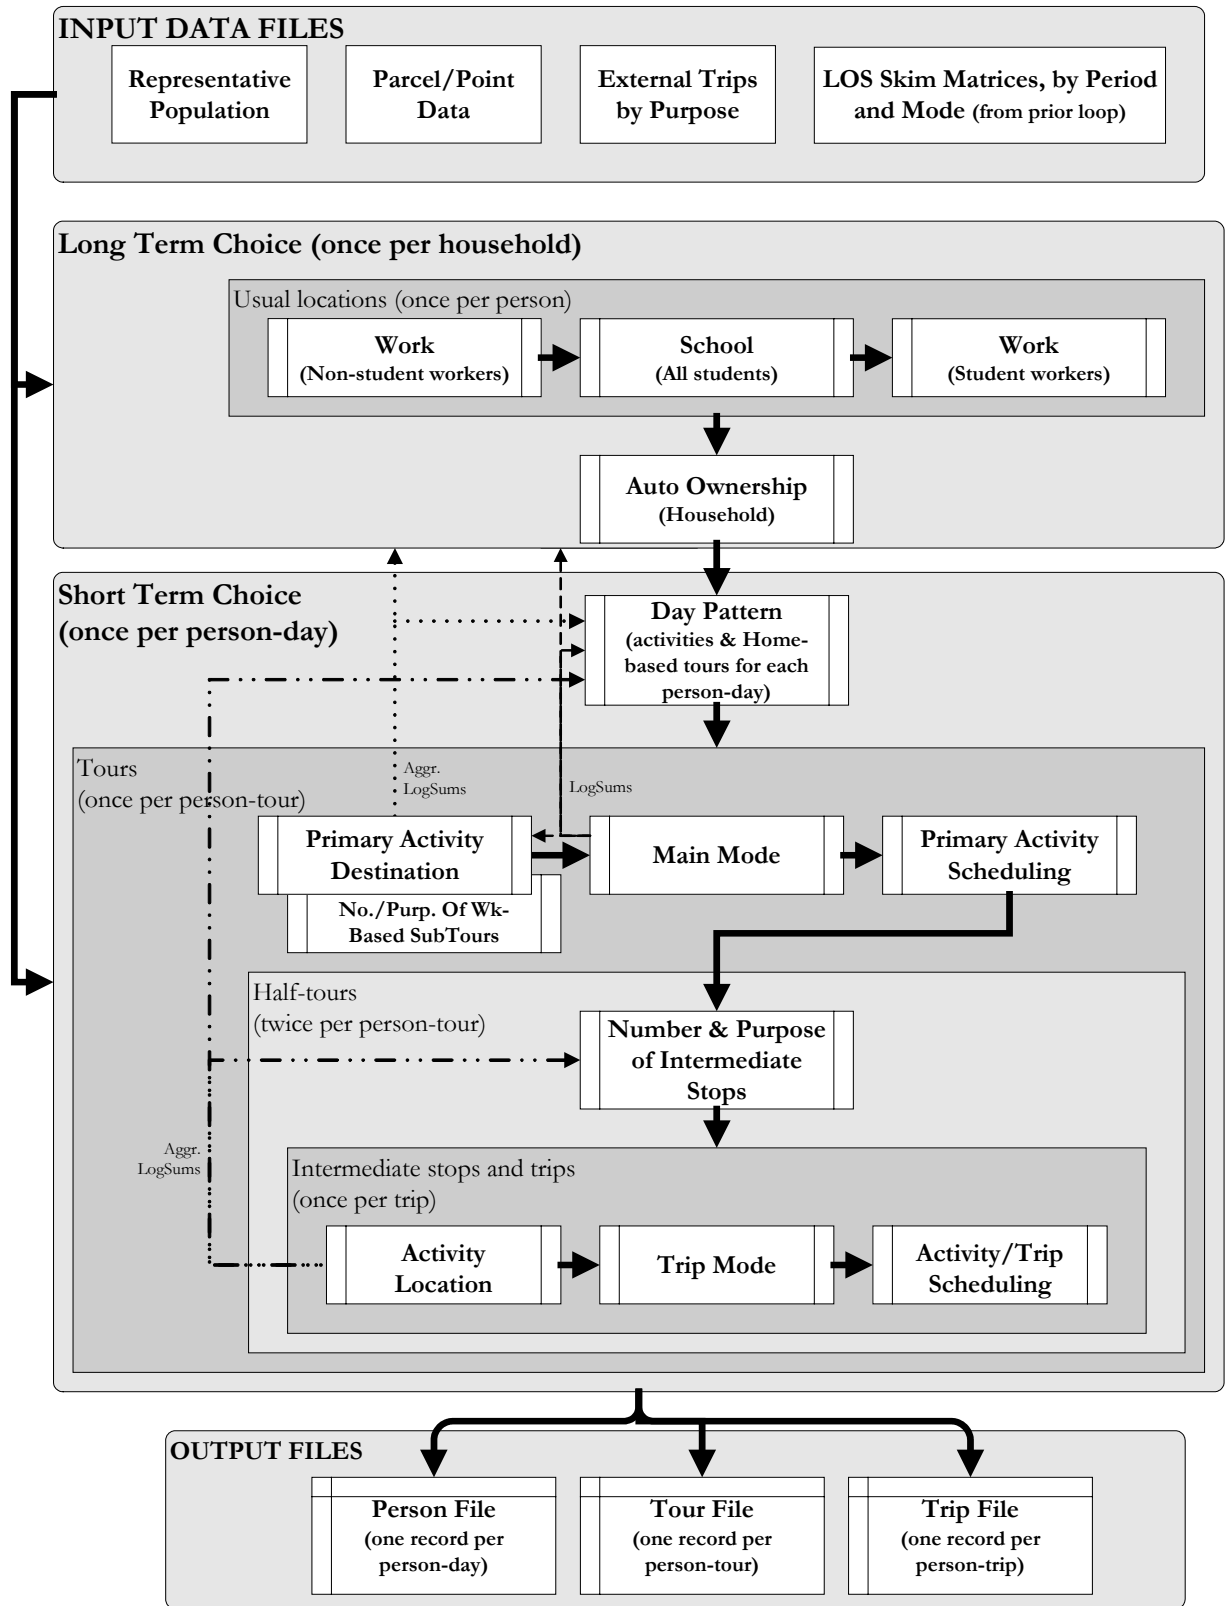 INPUT DATA FILES
Representative
Population
Parcel/Point
Data
External Trips
by Purpose
LOS Skim Matrices, by Period
and Mode (from prior loop)
Long Term Choice (once per household)
Usual locations (once per person)
Work
(Non-student workers)
School
(All students)
Work
(Student workers)
Auto Ownership
(Household)
Short Term Choice
(once per person-day)
Day Pattern
(activities & Home-
based tours for each
person-day)
Tours
(once per person-tour)
Aggr.
LogSums
LogSums
Primary Activity
Destination
Main Mode
Primary Activity
Scheduling
No./Purp. Of Wk-
Based SubTours
Half-tours
(twice per person-tour)
Number & Purpose
of Intermediate
Stops
Aggr.
LogSums
Intermediate stops and trips
(once per trip)
Activity
Location
Trip Mode
Activity/Trip
Scheduling
OUTPUT FILES
Person File
(one record per
person-day)
Tour File
(one record per
person-tour)
Trip File
(one record per
person-trip)